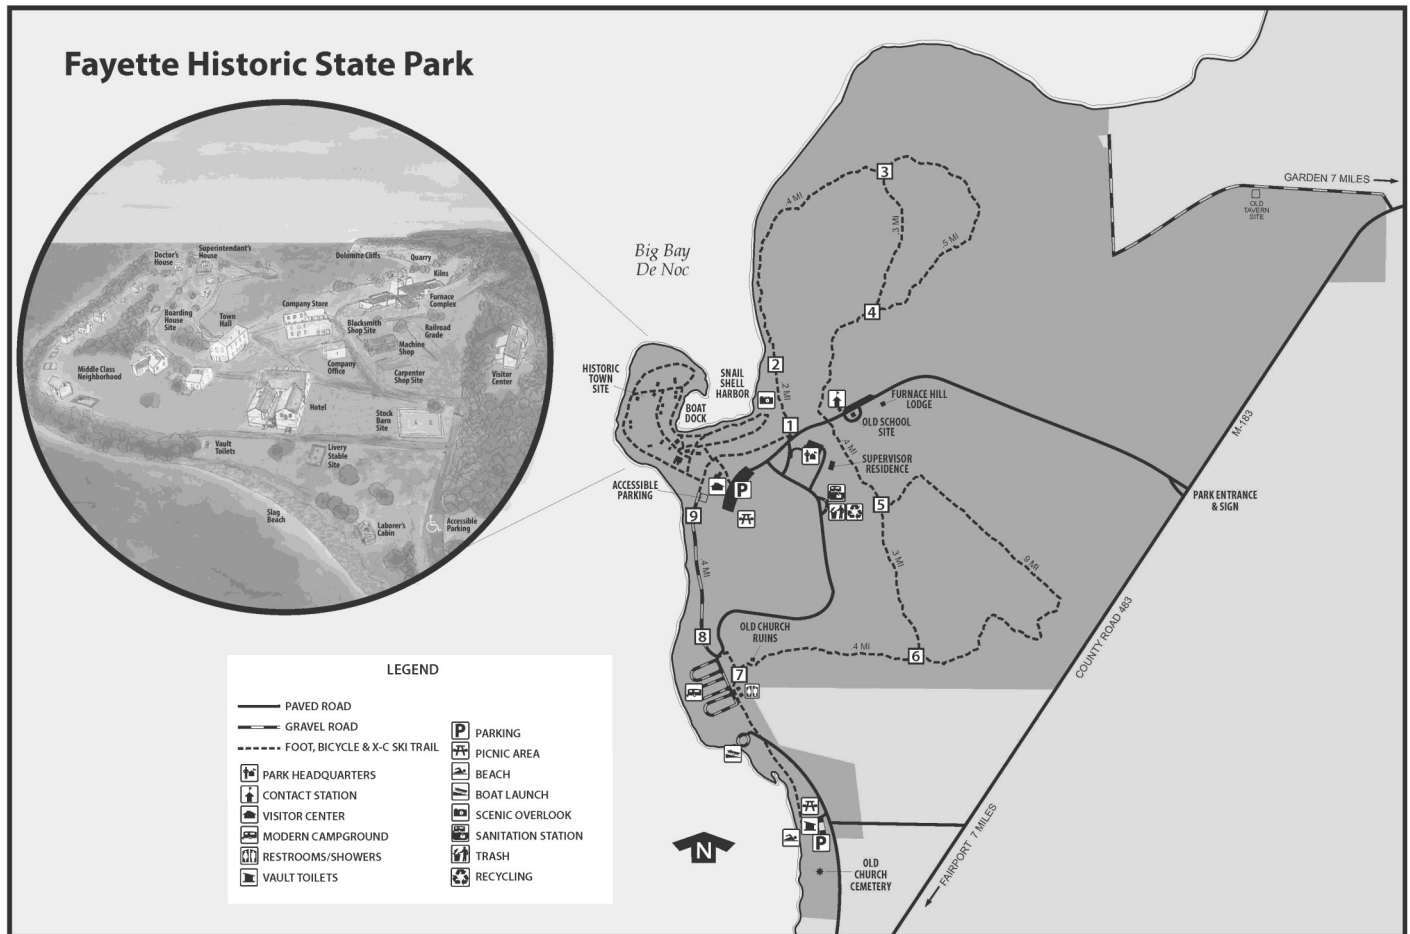 Fayette Historic State Park
Doctor's
House
Superintendant's
House
Dolomite Cliffs
Quarry
Kilns
Furnace
Complex
Boarding
House
Site
Town
Hall
Company Store
Blacksmith
Shop Site
Railroad
Grade
Machine
Shop
Company
Office
Carpenter
Shop Site
Visitor
Center
Middle Class
Neighborhood
Hotel
Stock
Barn
Site
Vault
Toilets
Livery
Stable
Site
Slag
Beach
Laborer's
Cabin
Accessible
Parking
Big Bay
De Noc
GARDEN 7 MILES
OLD
TAVERN
SITE
3
.4 MI
.3 MI
.5 MI
4
2
.2 MI
HISTORIC
TOWN
SITE
SNAIL
SHELL
HARBOR
BOAT
DOCK
1
FURNACE HILL
LODGE
OLD SCHOOL
SITE
M-183
.4 MI
SUPERVISOR
RESIDENCE
ACCESSIBLE
PARKING
P
9
5
PARK ENTRANCE
& SIGN
.4 MI
.3 MI
.9 MI
COUNTY ROAD 483
8
OLD CHURCH
RUINS
.4 MI
6
7
P
OLD
CHURCH
CEMETERY
FAIRPORT 7 MILES
N
LEGEND
PAVED ROAD
GRAVEL ROAD
FOOT, BICYCLE & X-C SKI TRAIL
PARK HEADQUARTERS
CONTACT STATION
VISITOR CENTER
MODERN CAMPGROUND
RESTROOMS/SHOWERS
VAULT TOILETS
P PARKING
PICNIC AREA
BEACH
BOAT LAUNCH
SCENIC OVERLOOK
SANITATION STATION
TRASH
RECYCLING